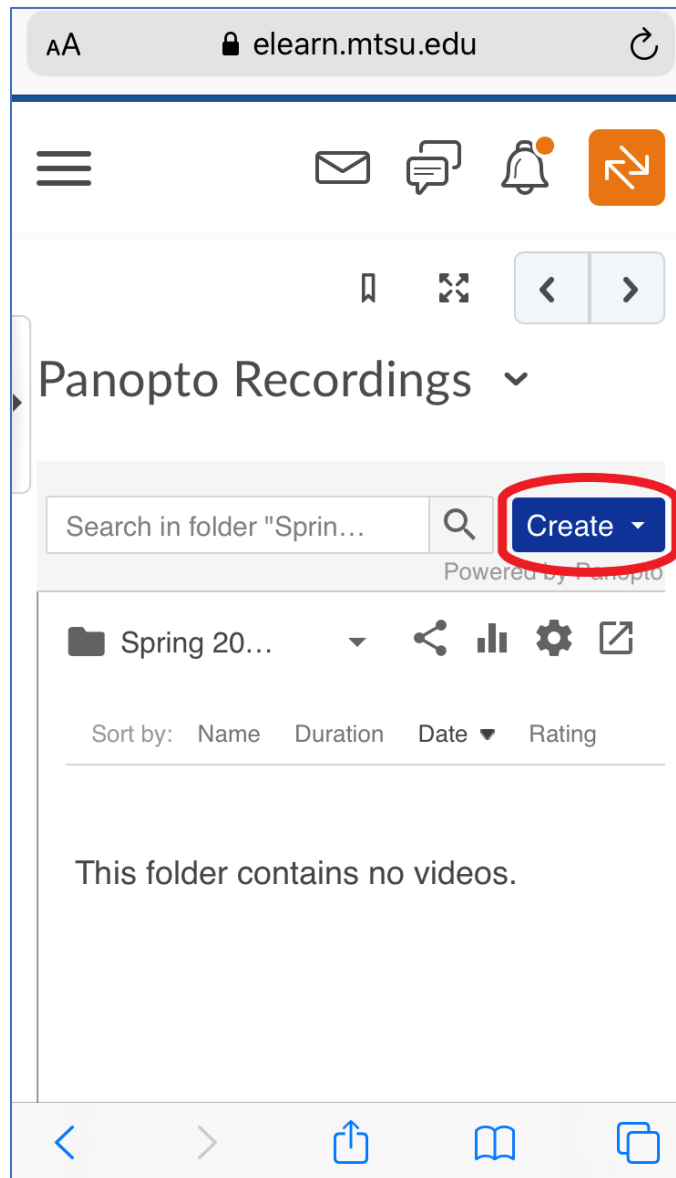 AA elearn.mtsu.edu
Panopto Recordings
Search in folder "Sprin... Create
Powered by Panopto
Spring 20...
Sort by: Name Duration Date Rating
This folder contains no videos.